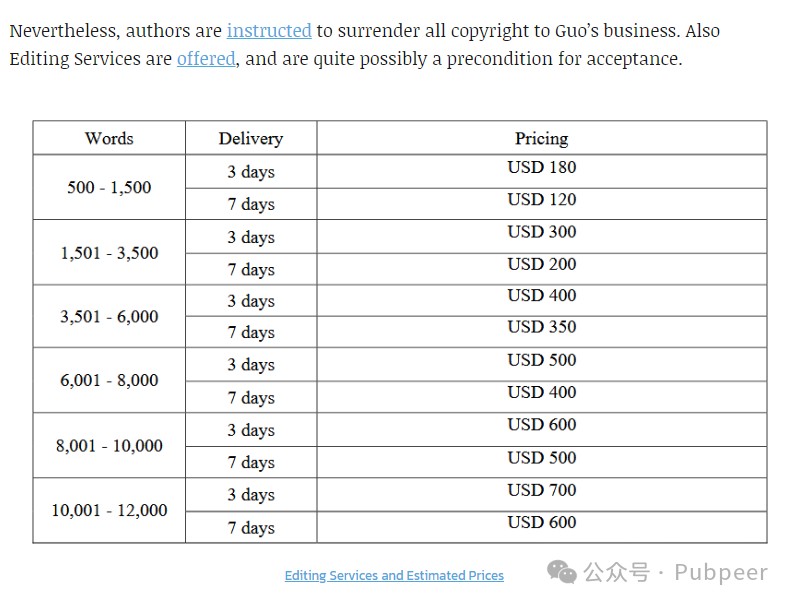 Nevertheless, authors are instructed to surrender all copyright to Guo’s business. Also
Editing Services are offered, and are quite possibly a precondition for acceptance.
Words Delivery Pricing
500 - 1,500
3 days USD 180
7 days USD 120
1,501 - 3,500
3 days USD 300
7 days USD 200
3,501 - 6,000
3 days USD 400
7 days USD 350
6,001 - 8,000
3 days USD 500
7 days USD 400
8,001 - 10,000
3 days USD 600
7 days USD 500
10,001 - 12,000
3 days USD 700
7 days USD 600
Editing Services and Estimated Prices
公众号 · Pubpeer